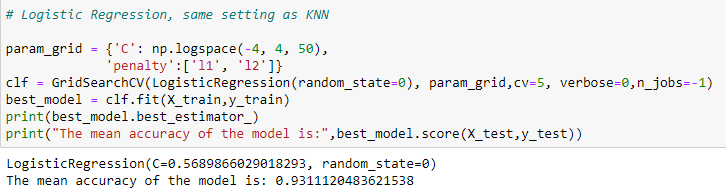 # Logistic Regression, same setting as KNN
param_grid = {'C': np.logspace(-4, 4, 50),
'penalty':['l1', 'l2']}
clf = GridSearchCV(LogisticRegression(random_state=0), param_grid,cv=5, verbose=0,n_jobs=-1)
best_model = clf.fit(X_train,y_train)
print(best_model.best_estimator_)
print("The mean accuracy of the model is:",best_model.score(X_test,y_test))
LogisticRegression(C=0.5689866029018293, random_state=0)
The mean accuracy of the model is: 0.9311120483621538